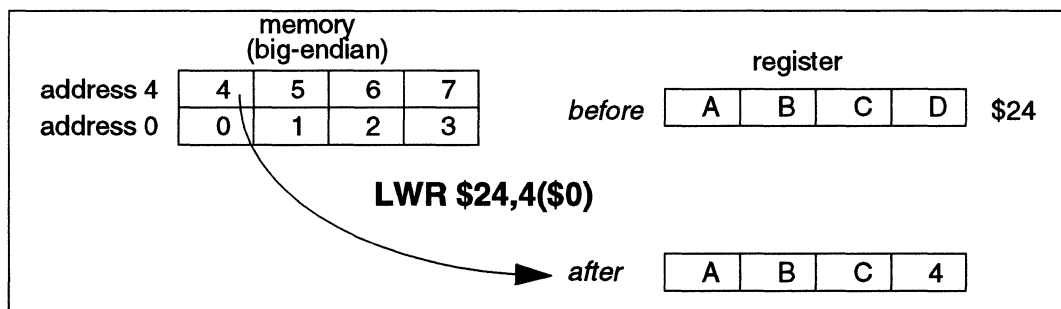 memory
(big-endian)
register
address 4 4 5 6 7
before A B C D $24
address 0 0 1 2 3
LWR $24,4($0)
after A B C 4